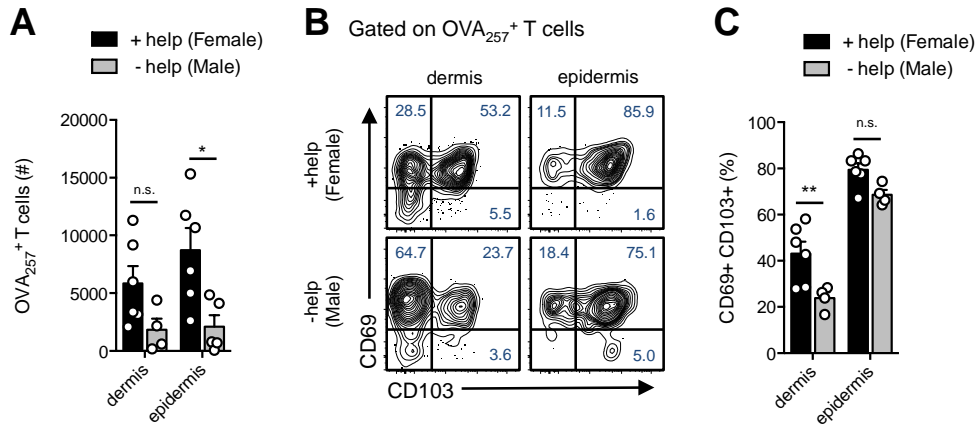 A
+ help (Female)
- help (Male)
OVA257+ T cells (#)
20000
15000
10000
5000
0
n.s.
*
dermis
epidermis
B Gated on OVA257+ T cells
dermis
epidermis
+help
(Female)
28.5
53.2
5.5
11.5
85.9
1.6
-help
(Male)
64.7
23.7
3.6
18.4
75.1
5.0
CD69
CD103
C
+ help (Female)
- help (Male)
CD69+ CD103+ (%)
100
80
60
40
20
0
**
n.s.
dermis
epidermis